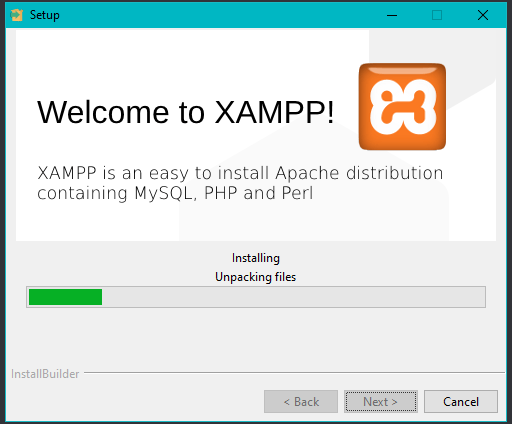 Setup
Welcome to XAMPP!
XAMPP is an easy to install Apache distribution
containing MySQL, PHP and Perl
Installing
Unpacking files
InstallBuilder
< Back
Next >
Cancel